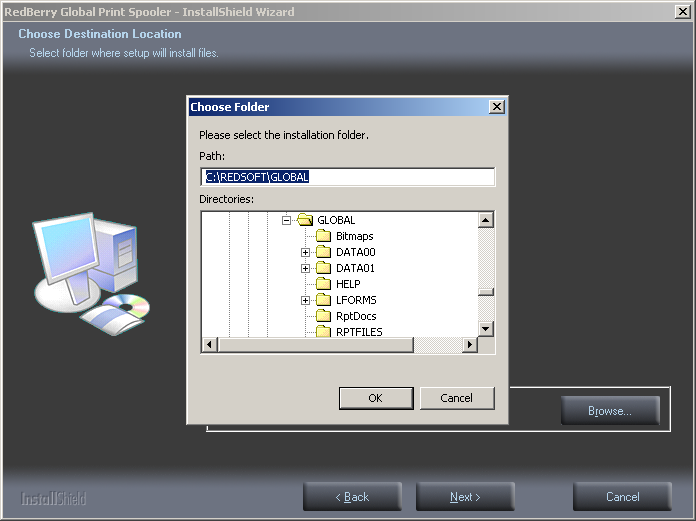 RedBerry Global Print Spooler - InstallShield Wizard
Choose Destination Location
Select folder where setup will install files.
Choose Folder
Please select the installation folder.
Path:
C:\REDSOFT\GLOBAL
Directories:
GLOBAL
Bitmaps
DATA00
DATA01
HELP
LFORMS
RptDocs
RPTFILES
OK Cancel
Browse...
InstallShield
< Back Next > Cancel